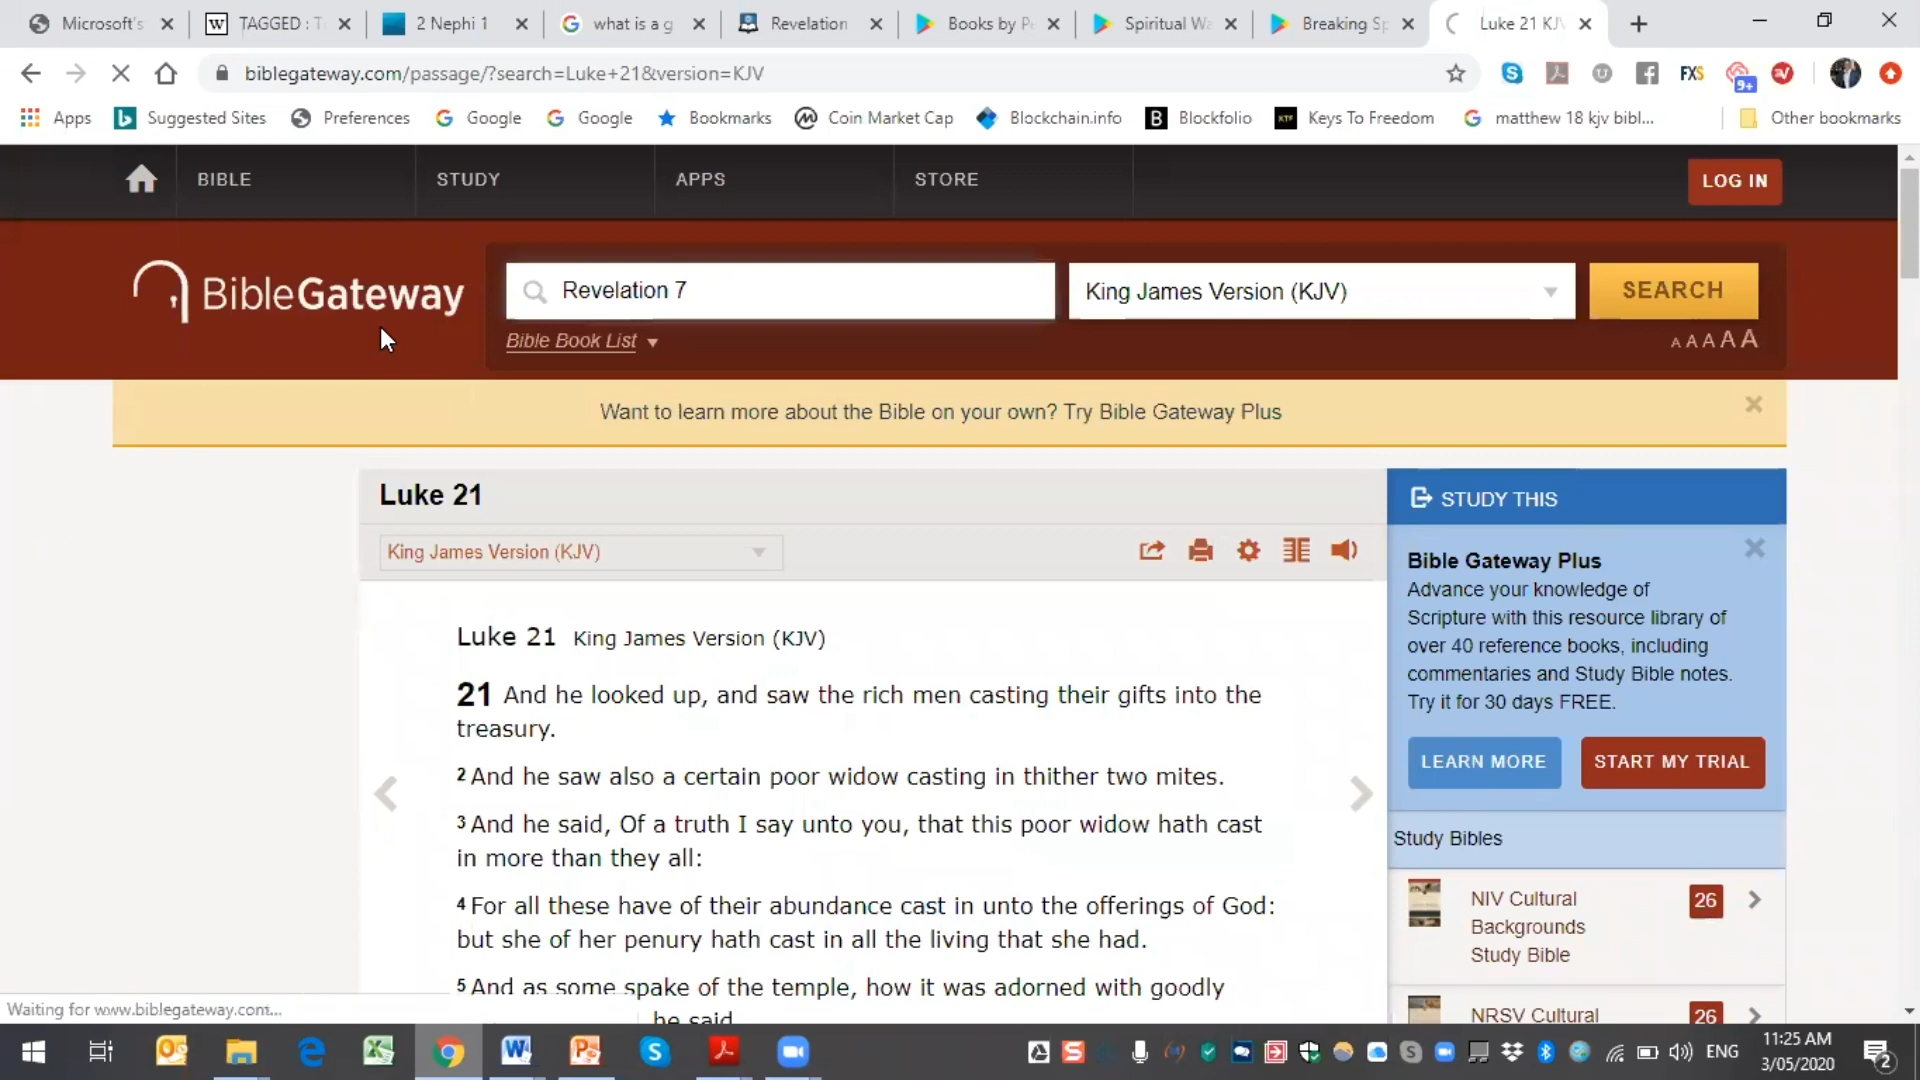 Microsoft's
TAGGED : T
2 Nephi 1
what is a g
Revelation
Books by Pe
Spiritual Wa
Breaking Sp
Luke 21 KJV
biblegateway.com/passage/?search=Luke+21&version=KJV
FXS
9+
Apps
Suggested Sites
Preferences
Google
Google
Bookmarks
Coin Market Cap
Blockchain.info
Blockfolio
KTF
Keys To Freedom
matthew 18 kjv bibl...
Other bookmarks
BIBLE
STUDY
APPS
STORE
LOG IN
BibleGateway
Revelation 7
King James Version (KJV)
SEARCH
Bible Book List
A A A A A
Want to learn more about the Bible on your own? Try Bible Gateway Plus
Luke 21
King James Version (KJV)
Luke 21 King James Version (KJV)
21 And he looked up, and saw the rich men casting their gifts into the
treasury.
2 And he saw also a certain poor widow casting in thither two mites.
3 And he said, Of a truth I say unto you, that this poor widow hath cast
in more than they all:
4 For all these have of their abundance cast in unto the offerings of God:
but she of her penury hath cast in all the living that she had.
5 And as some spake of the temple, how it was adorned with goodly
he said
STUDY THIS
Bible Gateway Plus
Advance your knowledge of
Scripture with this resource library of
over 40 reference books, including
commentaries and Study Bible notes.
Try it for 30 days FREE.
LEARN MORE
START MY TRIAL
Study Bibles
NIV Cultural
Backgrounds
Study Bible
26
NRSV Cultural
26
Waiting for www.biblegateway.com...
ENG
11:25 AM
3/05/2020
2